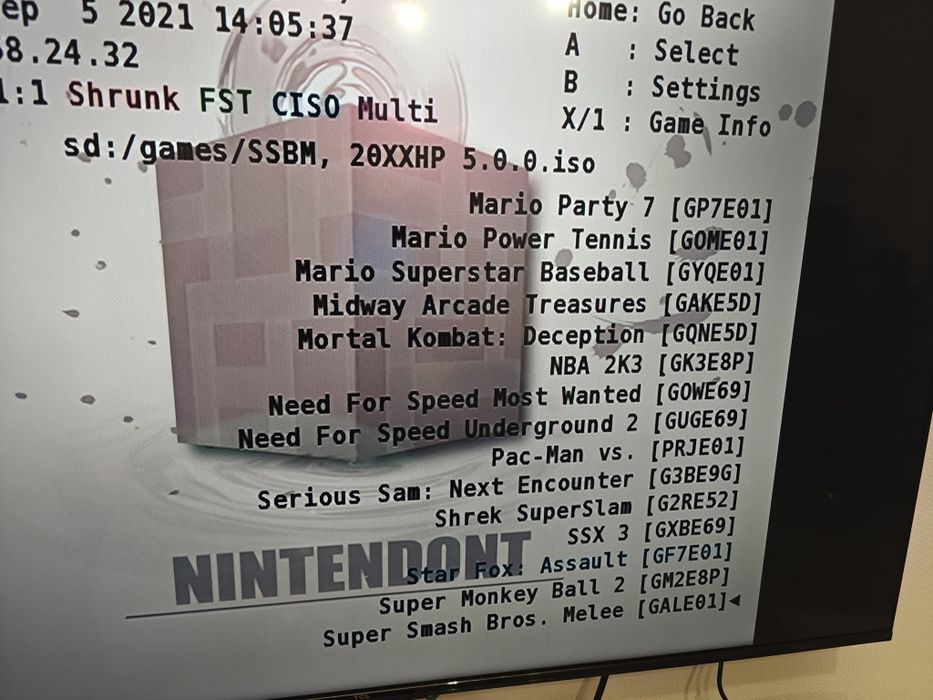 ep 5 2021 14:05:37
8.24.32
1:1 Shrunk FST CISO Multi
Home: Go Back
A : Select
B : Settings
X/1 : Game Info
sd:/games/SSBM, 20XXHP 5.0.0.iso
Mario Party 7 [GP7E01]
Mario Power Tennis [GOME01]
Mario Superstar Baseball [GYQE01]
Midway Arcade Treasures [GAKE5D]
Mortal Kombat: Deception [GQNE5D]
NBA 2K3 [GK3E8P]
Need For Speed Most Wanted [GOWE69]
Need For Speed Underground 2 [GUGE69]
Pac-Man vs. [PRJE01]
Serious Sam: Next Encounter [G3BE9G]
Shrek SuperSlam [G2RE52]
SSX 3 [GXBE69]
Star Fox: Assault [GF7E01]
Super Monkey Ball 2 [GM2E8P]
Super Smash Bros. Melee [GALE01]◄
NINTENDONT
TCL